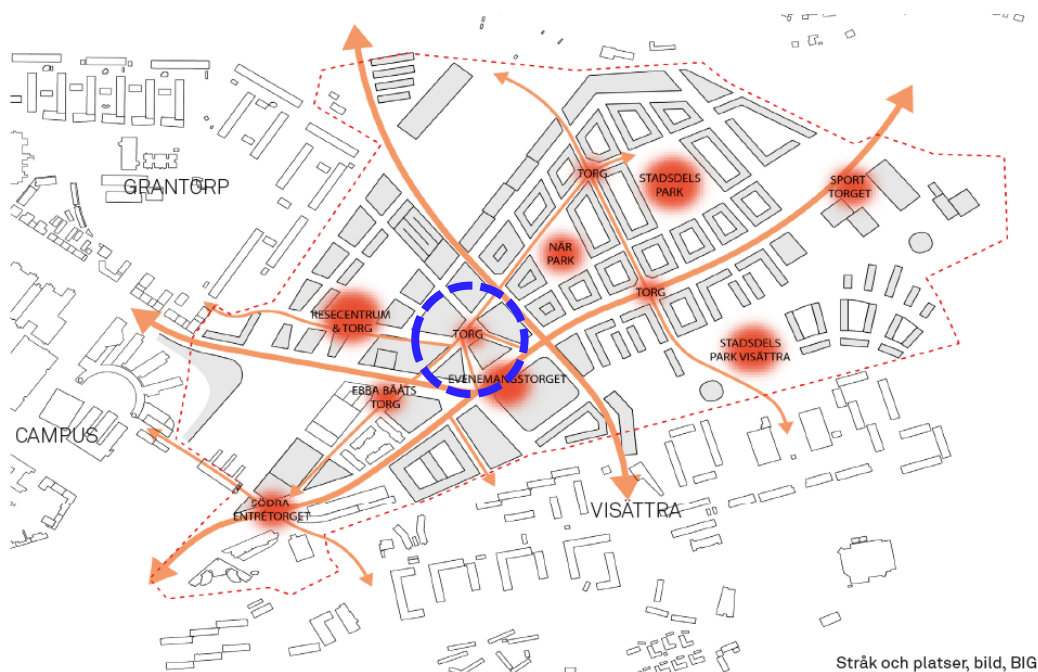 TORG
STADSDELS
PARK
SPORT
TORGET
GRANTORP
NÄR
PARK
TORG
RESECENTRUM
& TORG
TORG
STADSDELS
PARK VISÄTTRA
EVENEMANGSTORGET
EBBA BÅÅTS
TORG
CAMPUS
SÖDRA
ENTRÉTORGET
VISÄTTRA
Stråk och platser, bild, BIG